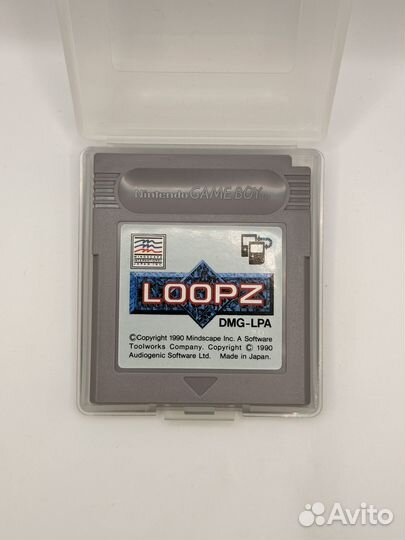 Nintendo GAME BOY
MINDSCAPE
LOOPZ
DMG-LPA
©Copyright 1990 Mindscape Inc. A Software
Toolworks Company. Copyright © 1990
Audiogenic Software Ltd. Made in Japan.
Avito